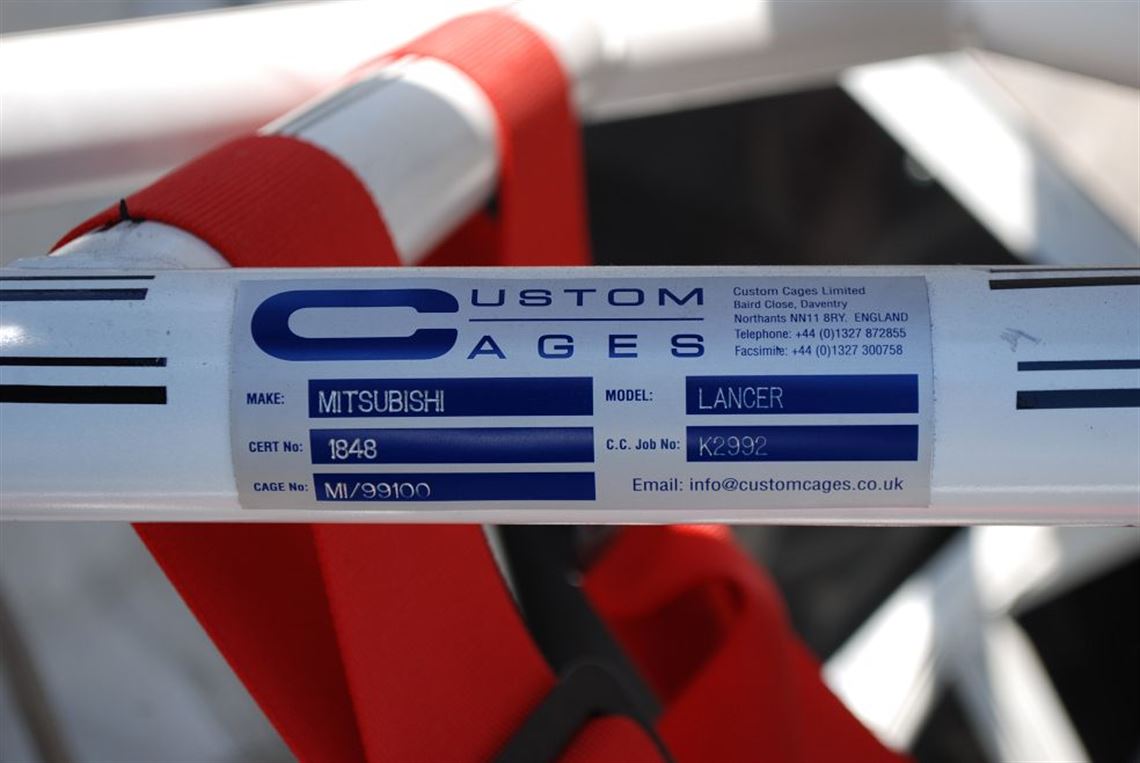 CUSTOM
CAGES
Custom Cages Limited
Baird Close, Daventry
Northants NN11 8RY. ENGLAND
Telephone: +44 (0)1327 872855
Facsimile: +44 (0)1327 300758
MAKE: MITSUBISHI MODEL: LANCER
CERT No: 1848 C.C. Job No: K2992
CAGE No: MI/99100 Email: info@customcages.co.uk